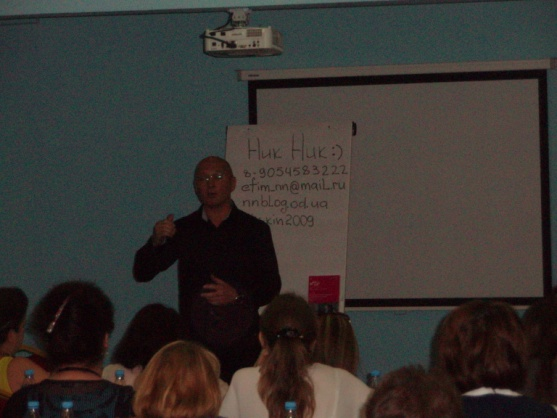 Ник Ник :)
8-9054583222
efim_nn@mail.ru
nnblog.od.ua